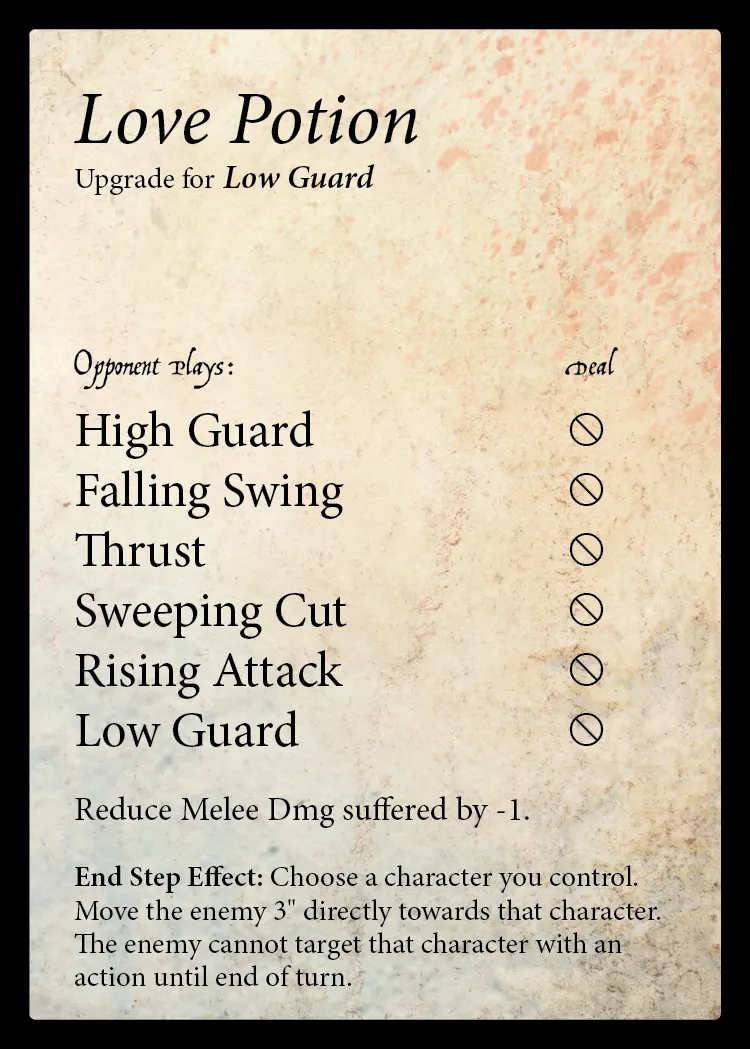 Love Potion
Upgrade for Low Guard
Opponent Plays: Deal
High Guard
Falling Swing
Thrust
Sweeping Cut
Rising Attack
Low Guard
Reduce Melee Dmg suffered by -1.
End Step Effect: Choose a character you control.
Move the enemy 3" directly towards that character.
The enemy cannot target that character with an
action until end of turn.